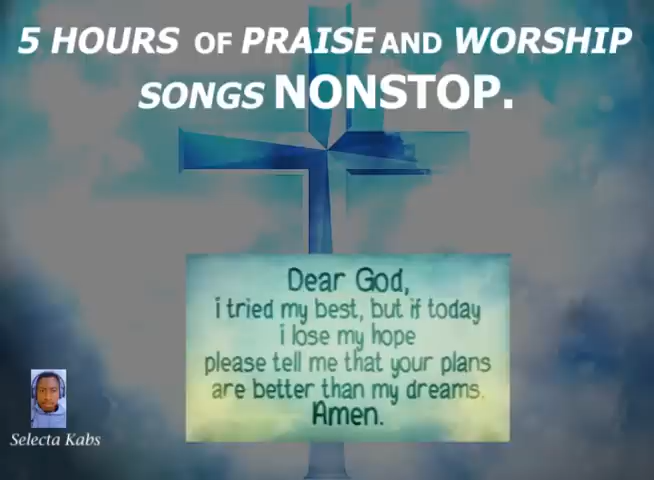 5 HOURS OF PRAISE AND WORSHIP
SONGS NONSTOP.
Dear God,
i tried my best, but if today
i lose my hope
please tell me that your plans
are better than my dreams.
Amen.
Selecta Kabs